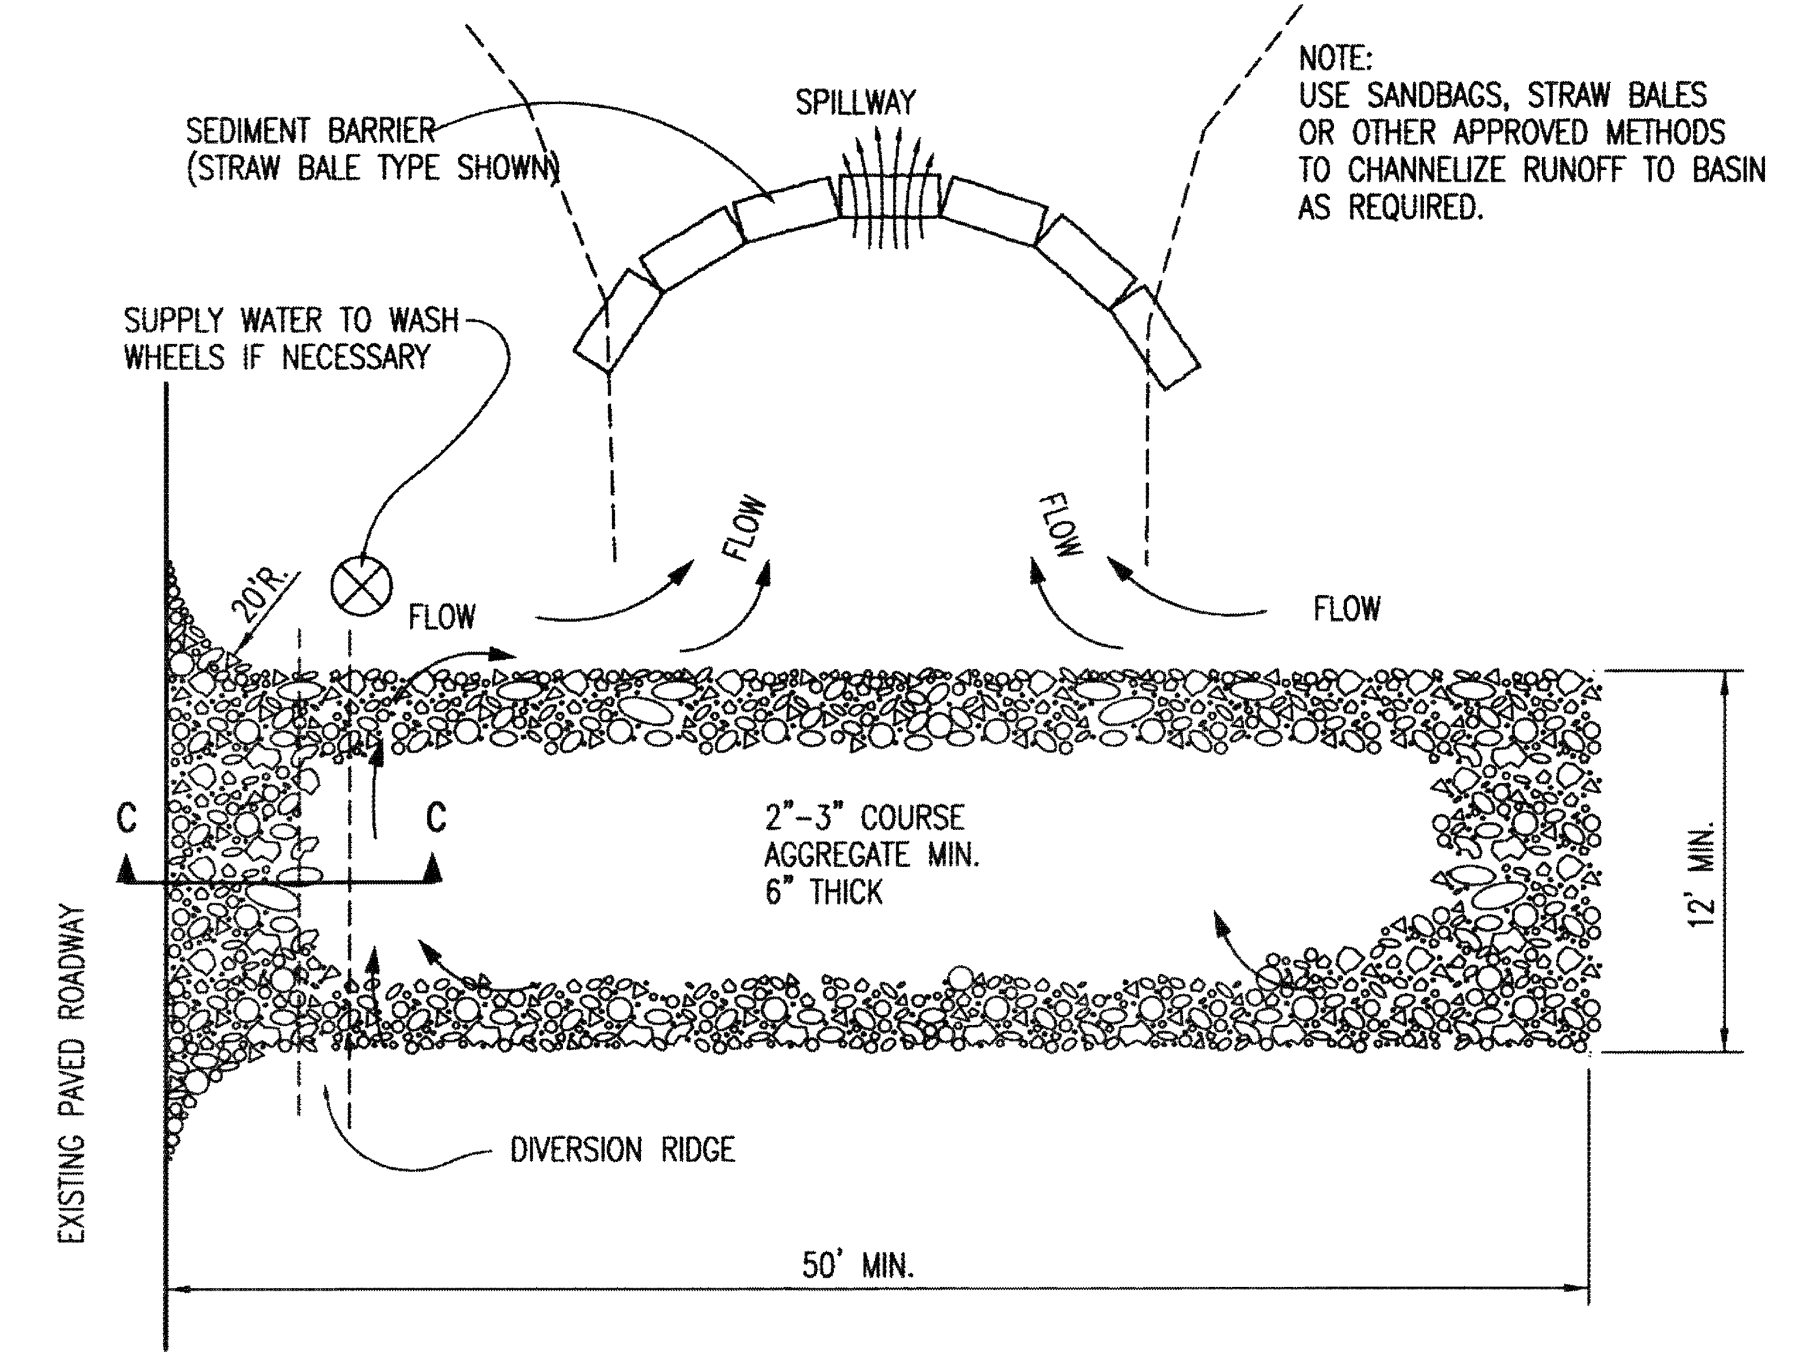 NOTE:
USE SANDBAGS, STRAW BALES
OR OTHER APPROVED METHODS
TO CHANNELIZE RUNOFF TO BASIN
AS REQUIRED.
SPILLWAY
SEDIMENT BARRIER
(STRAW BALE TYPE SHOWN)
SUPPLY WATER TO WASH
WHEELS IF NECESSARY
FLOW
FLOW
20'R.
FLOW
FLOW
C
C
2"-3" COURSE
AGGREGATE MIN.
6" THICK
12' MIN.
EXISTING PAVED ROADWAY
DIVERSION RIDGE
50' MIN.